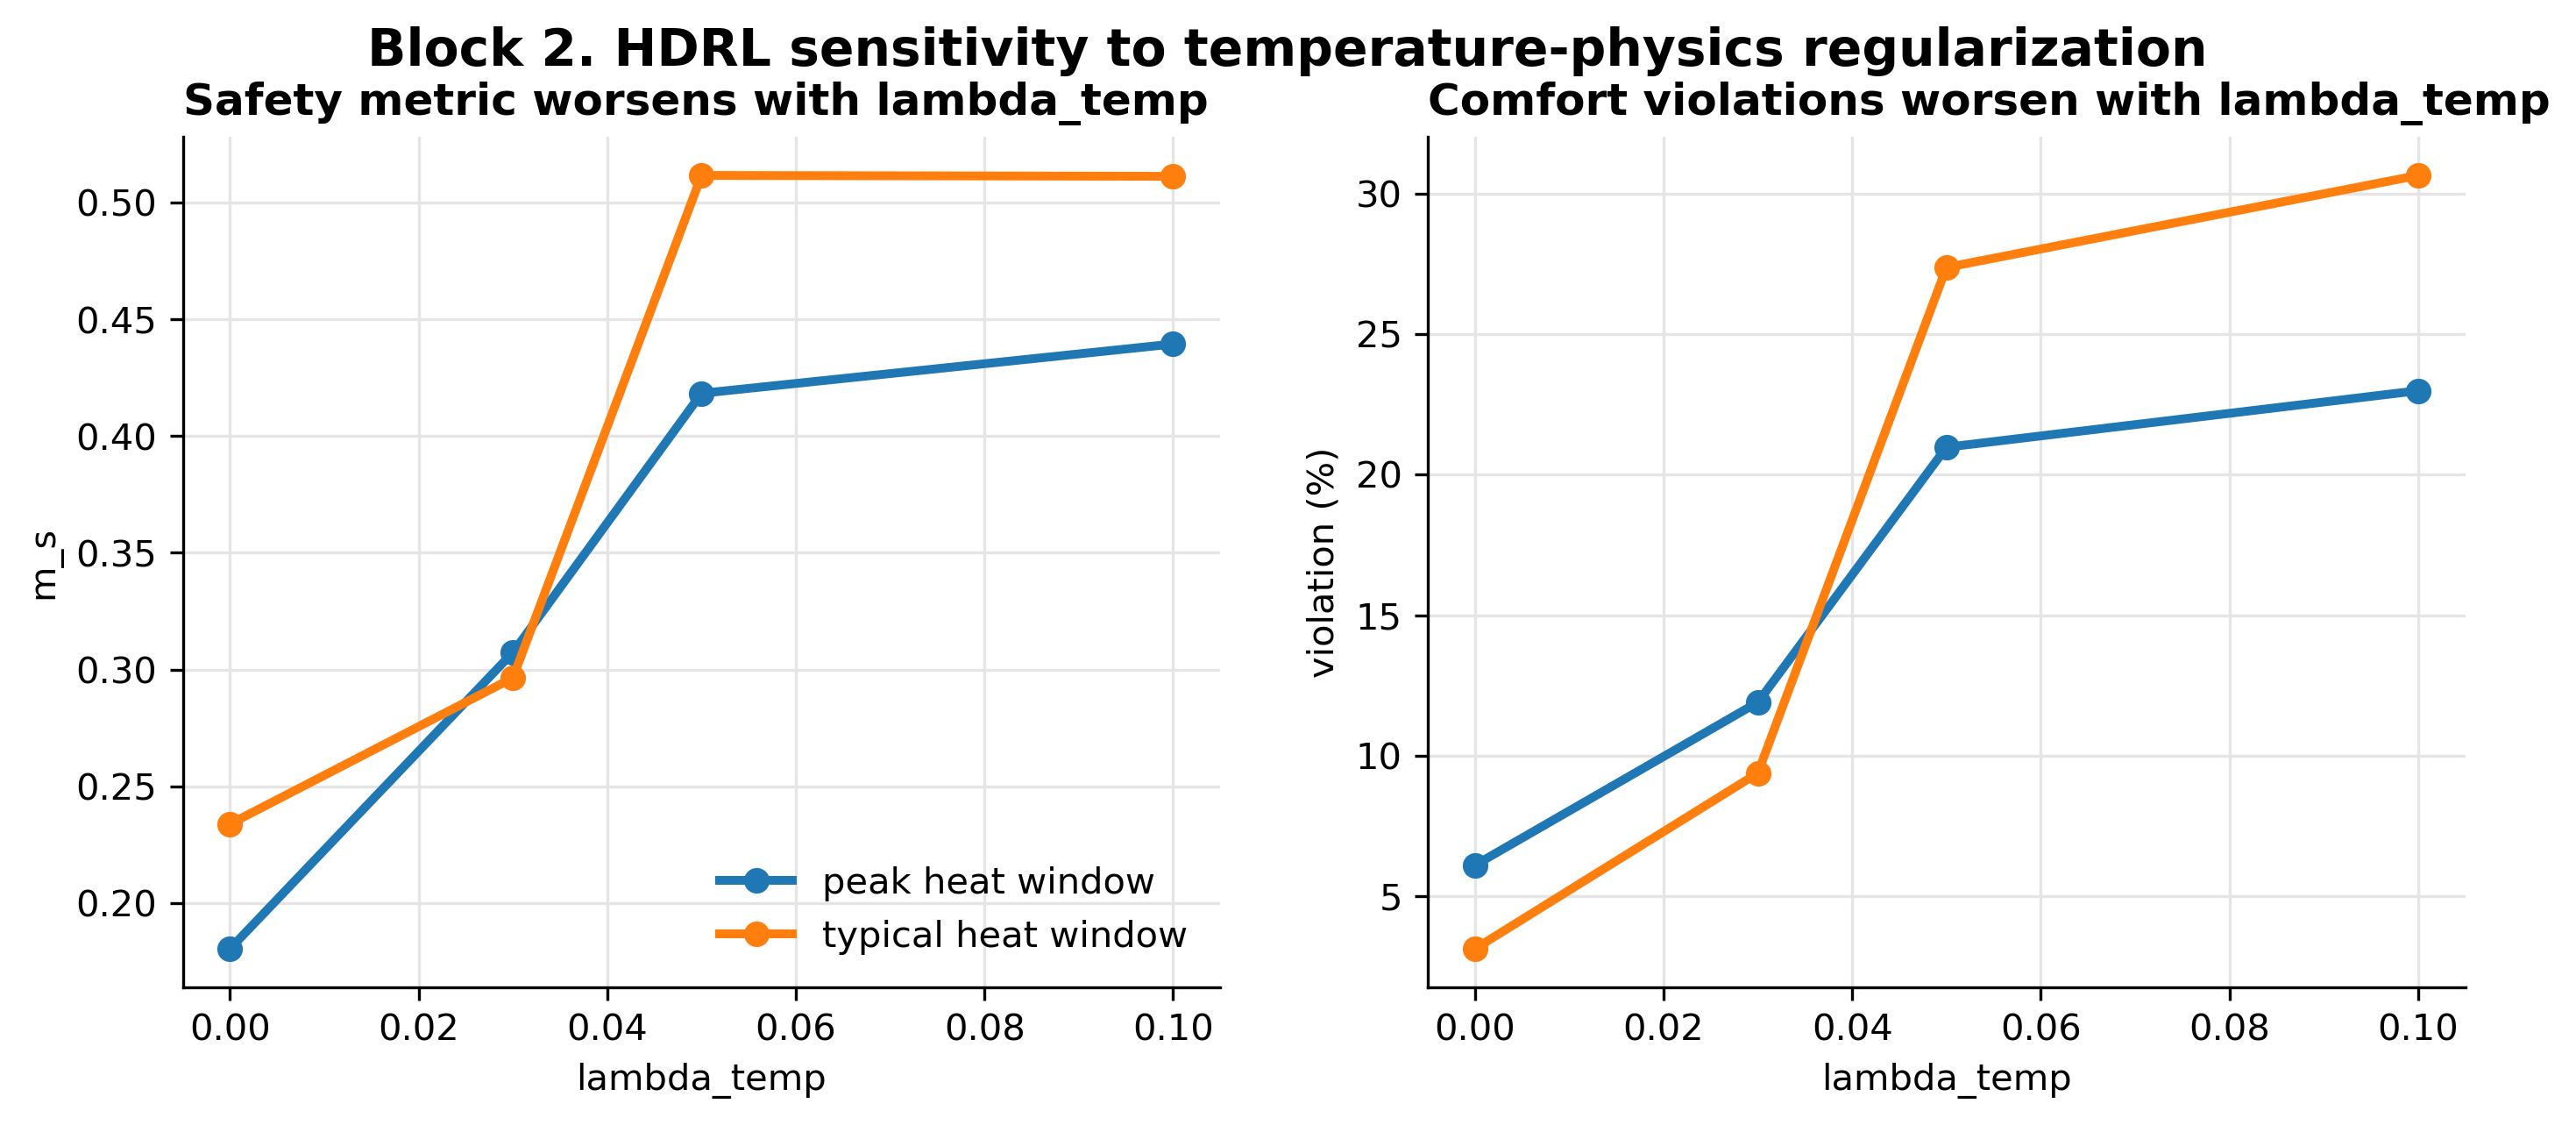 Block 2. HDRL sensitivity to temperature-physics regularization
Safety metric worsens with lambda_temp
m_s
0.50
0.45
0.40
0.35
0.30
0.25
0.20
peak heat window
typical heat window
0.00 0.02 0.04 0.06 0.08 0.10
lambda_temp
Comfort violations worsen with lambda_temp
violation (%)
30
25
20
15
10
5
0.00 0.02 0.04 0.06 0.08 0.10
lambda_temp